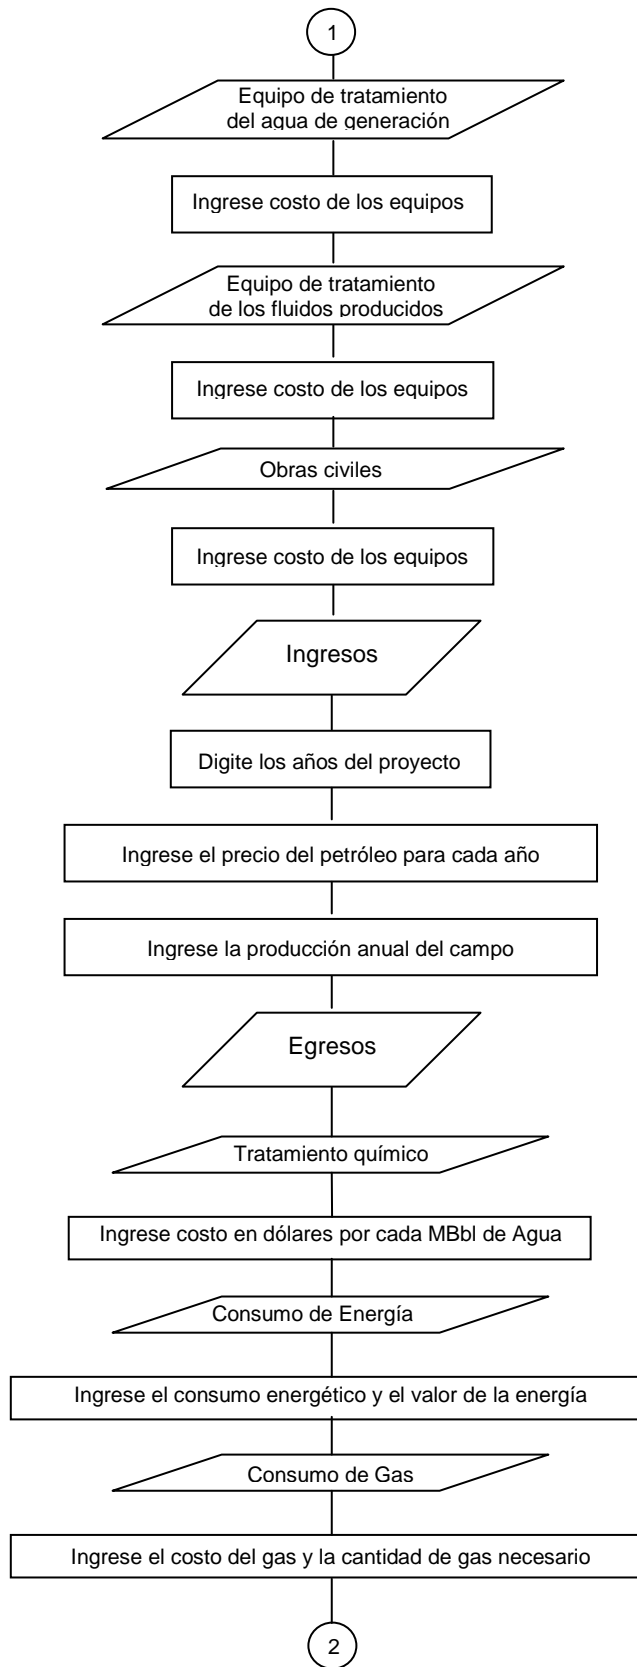 1
Equipo de tratamiento
del agua de generación
Ingrese costo de los equipos
Equipo de tratamiento
de los fluidos producidos
Ingrese costo de los equipos
Obras civiles
Ingrese costo de los equipos
Ingresos
Digite los años del proyecto
Ingrese el precio del petróleo para cada año
Ingrese la producción anual del campo
Egresos
Tratamiento químico
Ingrese costo en dólares por cada MBbl de Agua
Consumo de Energía
Ingrese el consumo energético y el valor de la energía
Consumo de Gas
Ingrese el costo del gas y la cantidad de gas necesario
2